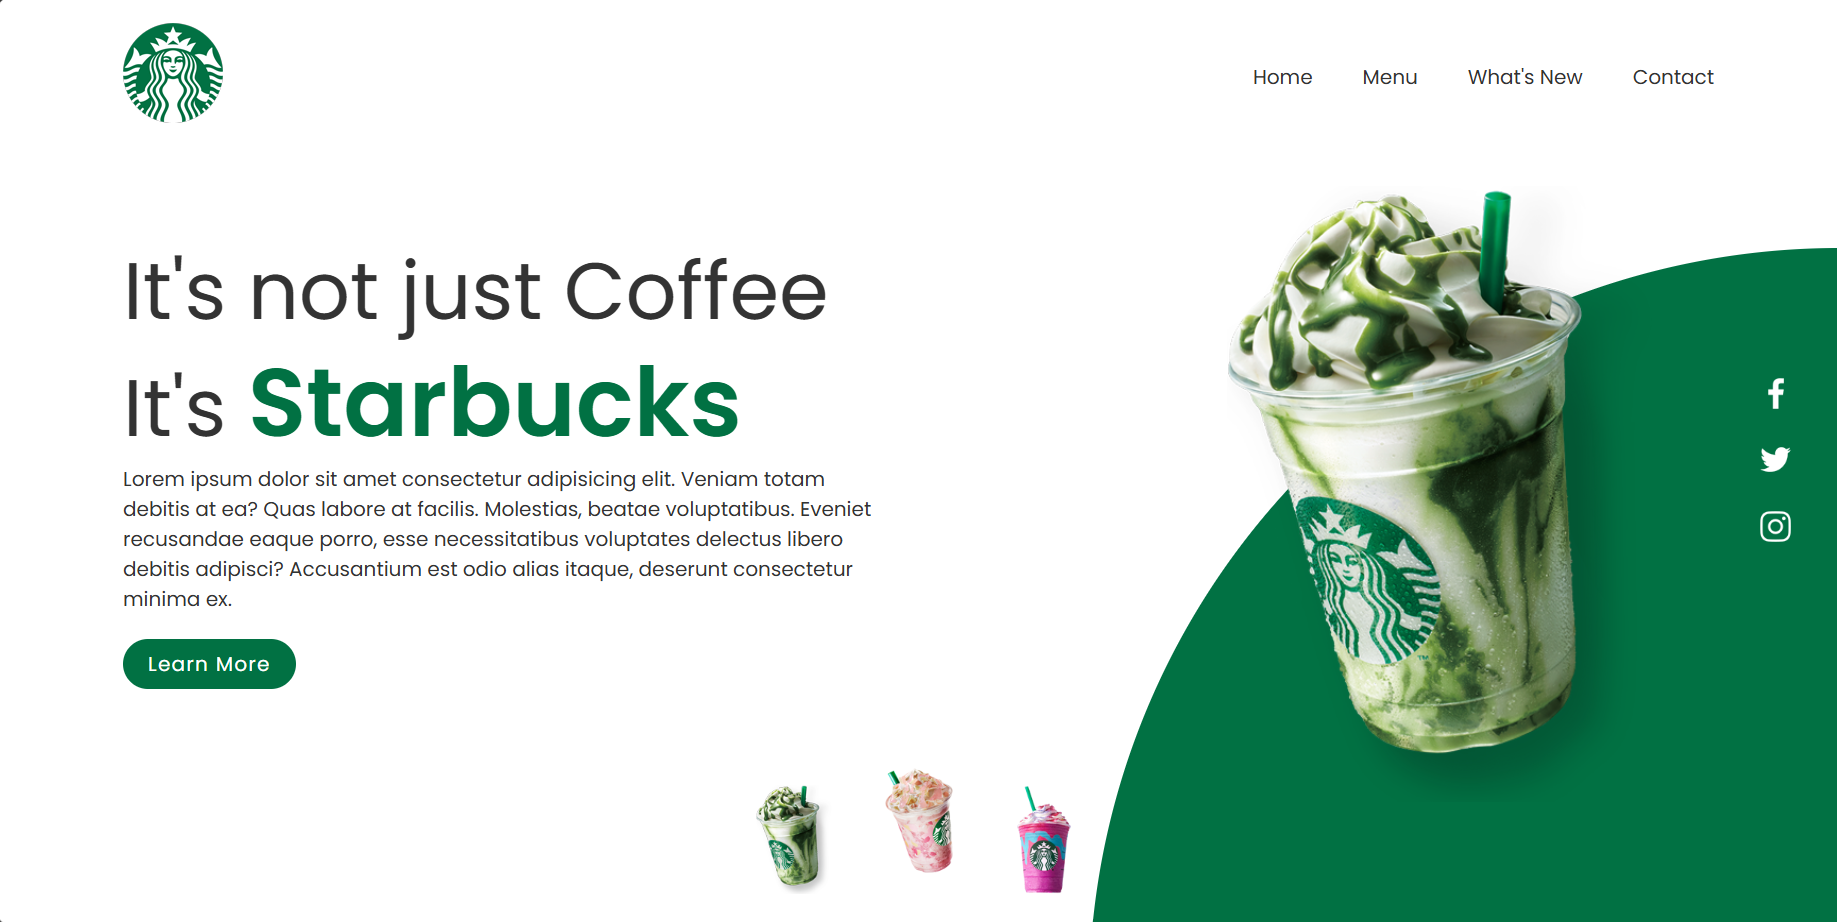 Home Menu What's New Contact
It's not just Coffee
It's Starbucks
Lorem ipsum dolor sit amet consectetur adipisicing elit. Veniam totam
debitis at ea? Quas labore at facilis. Molestias, beatae voluptatibus. Eveniet
recusandae eaque porro, esse necessitatibus voluptates delectus libero
debitis adipisci? Accusantium est odio alias itaque, deserunt consectetur
minima ex.
Learn More
TM